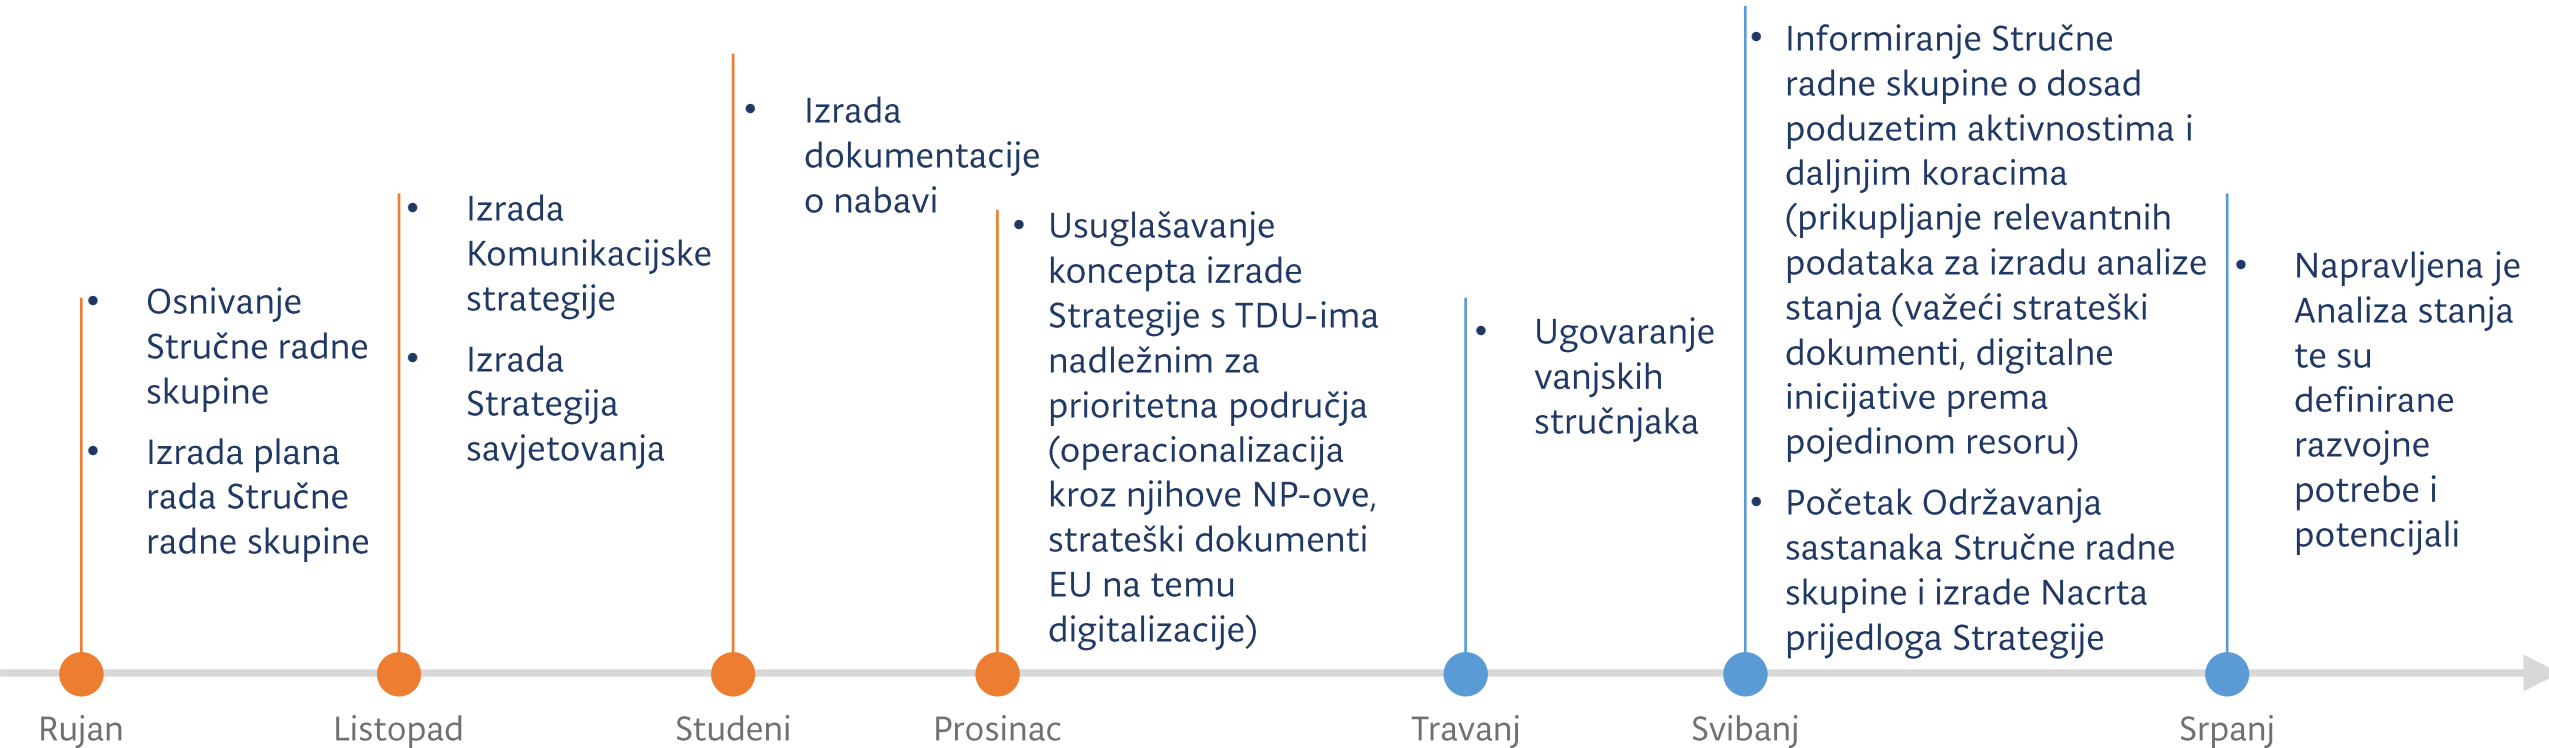 • Osnivanje
Stručne radne
skupine
• Izrada plana
rada Stručne
radne skupine
• Izrada
Komunikacijske
strategije
• Izrada
Strategija
savjetovanja
• Izrada
dokumentacije
o nabavi
• Usuglašavanje
koncepta izrade
Strategije s TDU-ima
nadležnim za
prioritetna područja
(operacionalizacija
kroz njihove NP-ove,
strateški dokumenti
EU na temu
digitalizacije)
• Ugovaranje
vanjskih
stručnjaka
• Informiranje Stručne
radne skupine o dosad
poduzetim aktivnostima i
daljnjim koracima
(prikupljanje relevantnih
podataka za izradu analize
stanja (važeći strateški
dokumenti, digitalne
inicijative prema
pojedinom resoru)
• Početak Održavanja
sastanaka Stručne radne
skupine i izrade Nacrta
prijedloga Strategije
• Napravljena je
Analiza stanja
te su
definirane
razvojne
potrebe i
potencijali
Rujan
Listopad
Studeni
Prosinac
Travanj
Svibanj
Srpanj